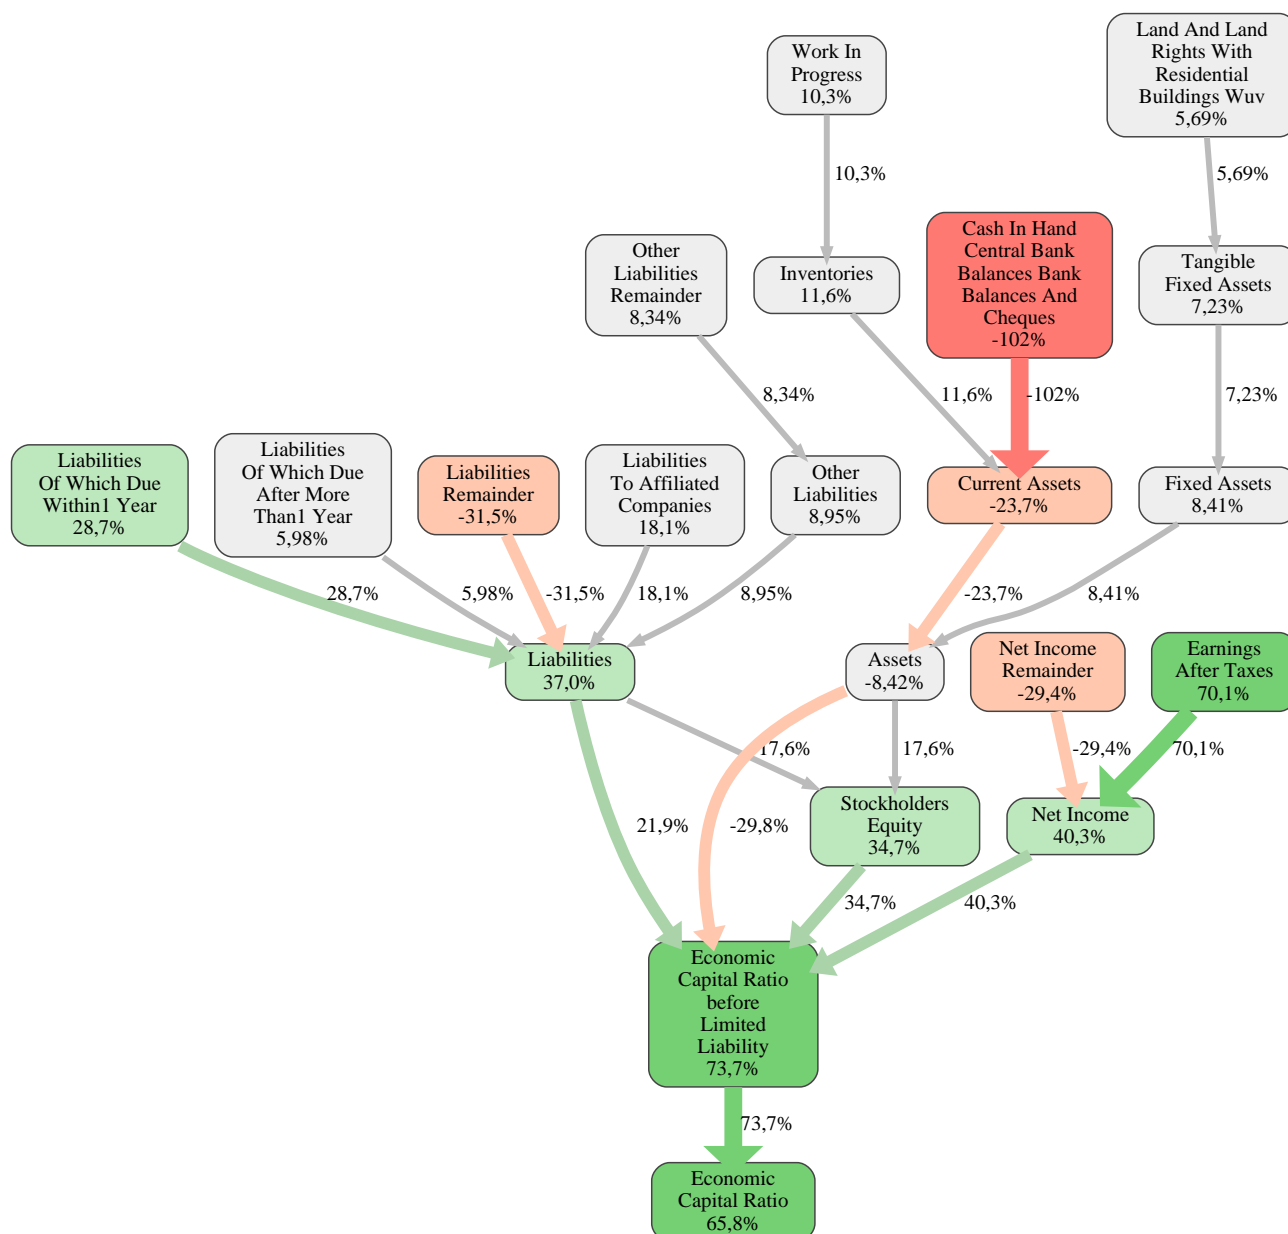 Land And Land
Rights With
Residential
Buildings Wuv
5,69%
Work In
Progress
10,3%
10,3%
5,69%
Cash In Hand
Central Bank
Balances Bank
Balances And
Cheques
-102%
Other
Liabilities
Remainder
8,34%
Inventories
11,6%
Tangible
Fixed Assets
7,23%
8,34%
11,6%
-102%
7,23%
Liabilities
Of Which Due
Within1 Year
28,7%
Liabilities
Of Which Due
After More
Than1 Year
5,98%
Liabilities
Remainder
-31,5%
Liabilities
To Affiliated
Companies
18,1%
Other
Liabilities
8,95%
Current Assets
-23,7%
Fixed Assets
8,41%
28,7%
5,98%
-31,5%
18,1%
8,95%
-23,7%
8,41%
Liabilities
37,0%
Assets
-8,42%
Net Income
Remainder
-29,4%
Earnings
After Taxes
70,1%
17,6%
17,6%
-29,4%
70,1%
Stockholders
Equity
34,7%
Net Income
40,3%
21,9%
-29,8%
34,7%
40,3%
Economic
Capital Ratio
before
Limited
Liability
73,7%
73,7%
Economic
Capital Ratio
65,8%